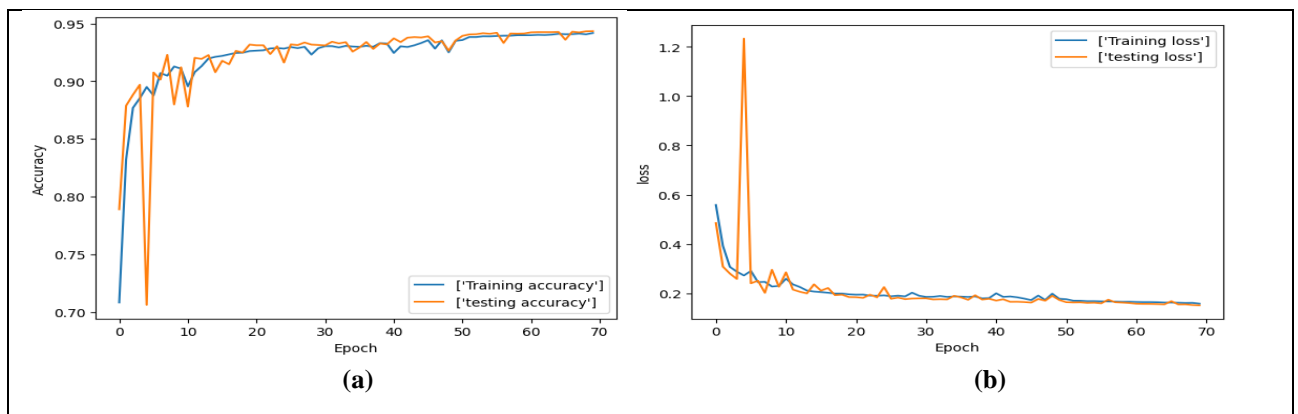 0.95
0.90
0.85
0.80
0.75
0.70
Accuracy
['Training accuracy']
['testing accuracy']
0 10 20 30 40 50 60 70
Epoch
(a)
1.2
1.0
0.8
0.6
0.4
0.2
loss
['Training loss']
['testing loss']
0 10 20 30 40 50 60 70
Epoch
(b)